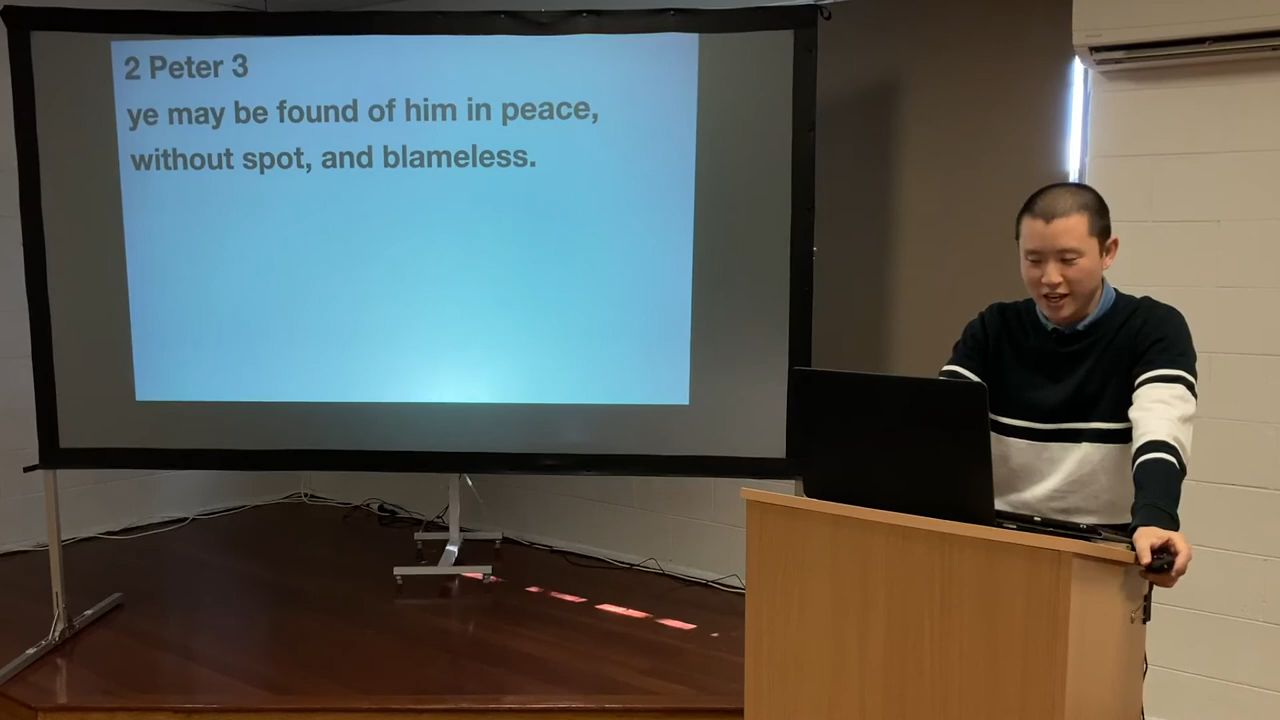 2 Peter 3
ye may be found of him in peace,
without spot, and blameless.